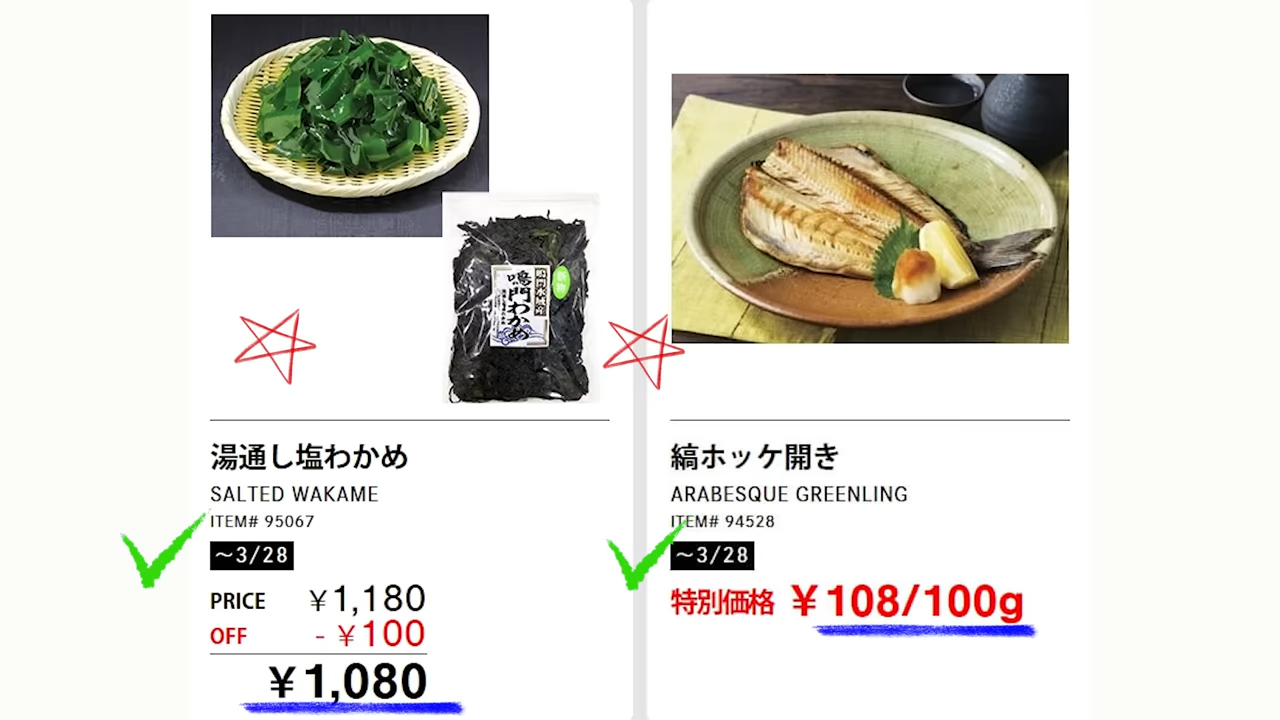 鳴門わかめ
湯通し塩わかめ
SALTED WAKAME
ITEM# 95067
～3/28
PRICE ¥1,180
OFF - ¥100
¥1,080
縞ホッケ開き
ARABESQUE GREENLING
ITEM# 94528
～3/28
特別価格 ¥108/100g